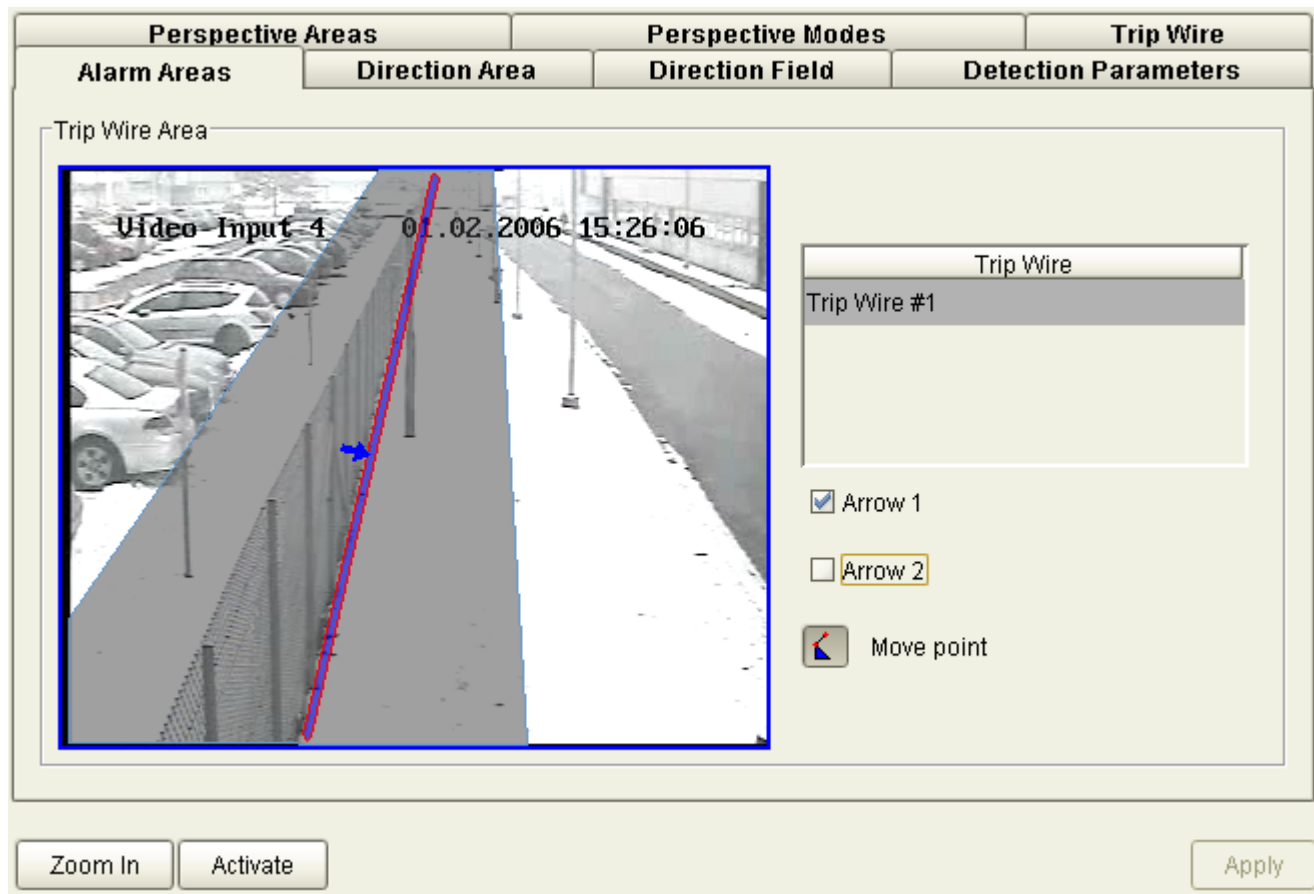 Perspective Areas
Perspective Modes
Trip Wire
Alarm Areas
Direction Area
Direction Field
Detection Parameters
Trip Wire Area
Video-Input-4 01.02.2006 15:26:06
Trip Wire
Trip Wire #1
Arrow 1
Arrow 2
Move point
Zoom In
Activate
Apply